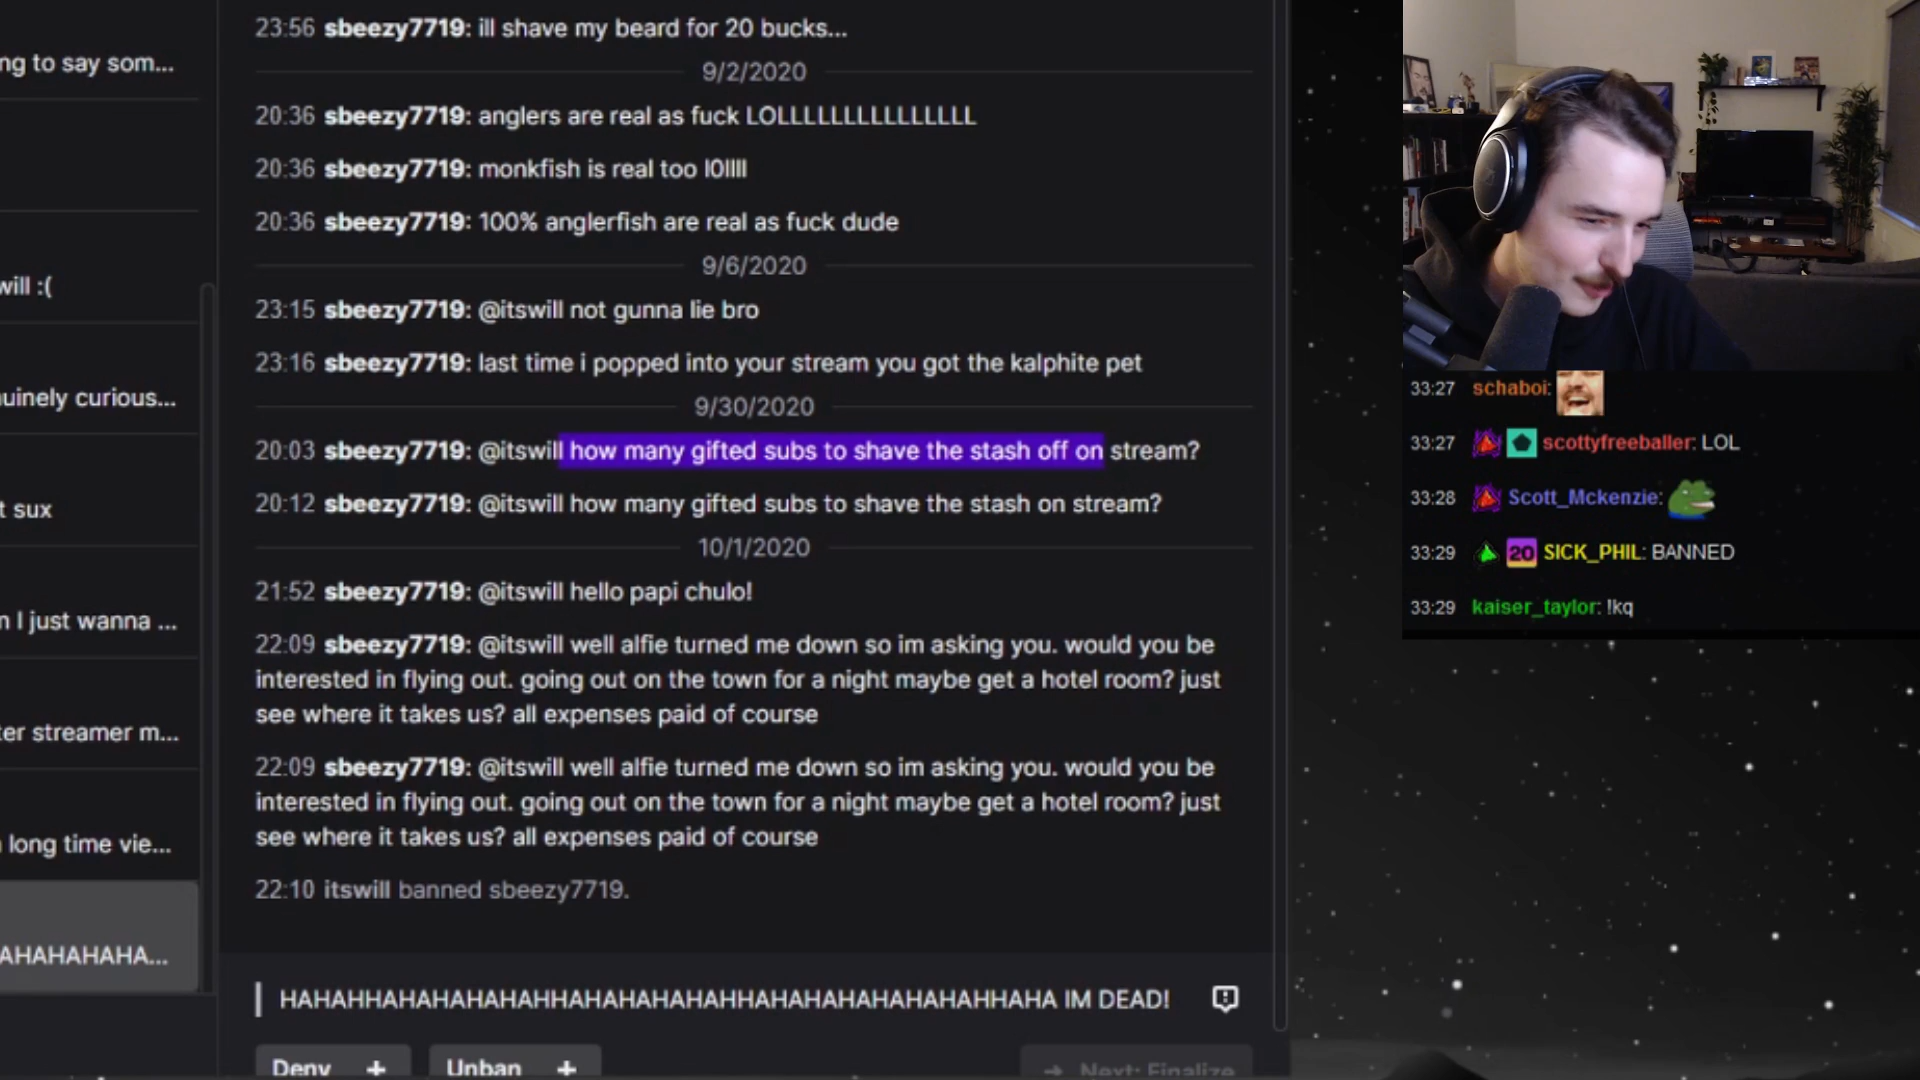 ng to say som...
will :(
uinely curious...
t sux
n I just wanna ...
ter streamer m...
long time vie...
AHAHAHAHA...
23:56 sbeezy7719: ill shave my beard for 20 bucks...
9/2/2020
20:36 sbeezy7719: anglers are real as fuck LOLLLLLLLLLLLLLLL
20:36 sbeezy7719: monkfish is real too l0llll
20:36 sbeezy7719: 100% anglerfish are real as fuck dude
9/6/2020
23:15 sbeezy7719: @itswill not gunna lie bro
23:16 sbeezy7719: last time i popped into your stream you got the kalphite pet
9/30/2020
20:03 sbeezy7719: @itswill how many gifted subs to shave the stash off on stream?
20:12 sbeezy7719: @itswill how many gifted subs to shave the stash on stream?
10/1/2020
21:52 sbeezy7719: @itswill hello papi chulo!
22:09 sbeezy7719: @itswill well alfie turned me down so im asking you. would you be
interested in flying out. going out on the town for a night maybe get a hotel room? just
see where it takes us? all expenses paid of course
22:09 sbeezy7719: @itswill well alfie turned me down so im asking you. would you be
interested in flying out. going out on the town for a night maybe get a hotel room? just
see where it takes us? all expenses paid of course
22:10 itswill banned sbeezy7719.
HAHAHHAHAHAHAHAHHAHAHAHAHAHHAHAHAHAHAHAHAHHAHA IM DEAD!
Deny +
Unban +
→ Next: Finalize
33:27 schaboi:
33:27 scottyfreeballer: LOL
33:28 Scott_Mckenzie:
33:29 20 SICK_PHIL: BANNED
33:29 kaiser_taylor: !kq